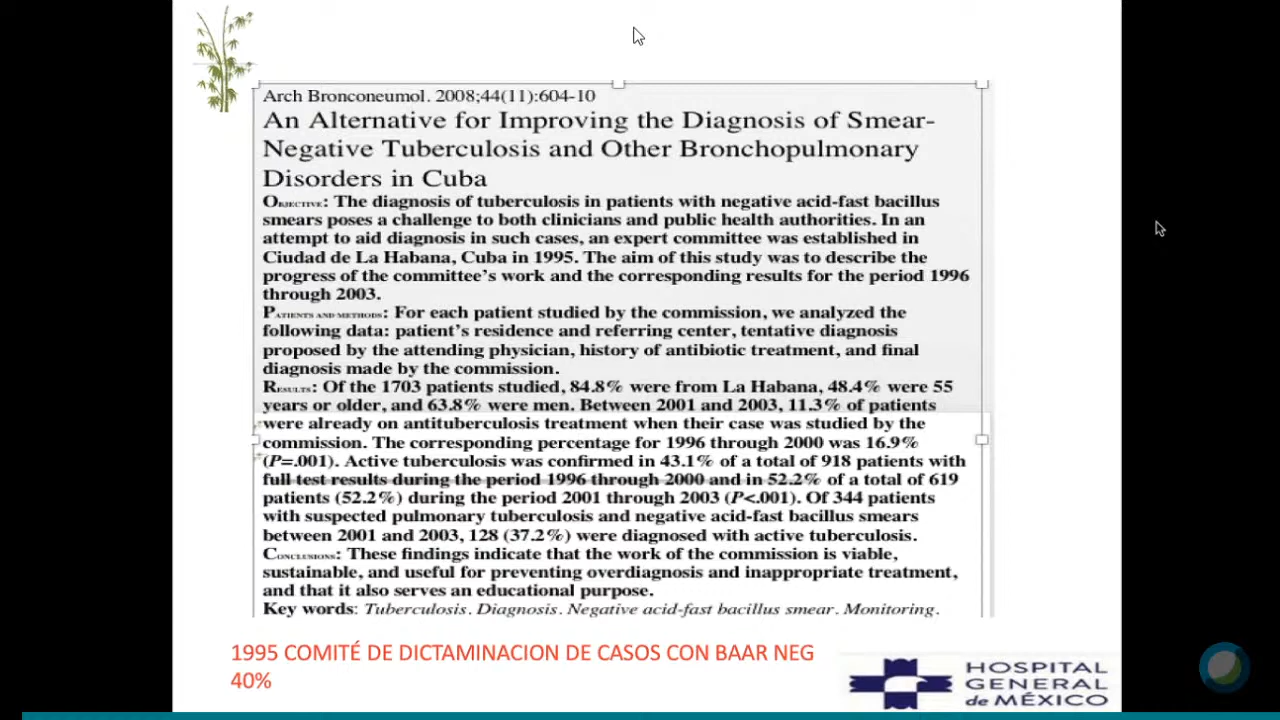 Arch Bronconeumol. 2008;44(11):604-10
An Alternative for Improving the Diagnosis of Smear-
Negative Tuberculosis and Other Bronchopulmonary
Disorders in Cuba
OBJECTIVE: The diagnosis of tuberculosis in patients with negative acid-fast bacillus
smears poses a challenge to both clinicians and public health authorities. In an
attempt to aid diagnosis in such cases, an expert committee was established in
Ciudad de La Habana, Cuba in 1995. The aim of this study was to describe the
progress of the committee's work and the corresponding results for the period 1996
through 2003.
PATIENTS AND METHODS: For each patient studied by the commission, we analyzed the
following data: patient's residence and referring center, tentative diagnosis
proposed by the attending physician, history of antibiotic treatment, and final
diagnosis made by the commission.
RESULTS: Of the 1703 patients studied, 84.8% were from La Habana, 48.4% were 55
years or older, and 63.8% were men. Between 2001 and 2003, 11.3% of patients
were already on antituberculosis treatment when their case was studied by the
commission. The corresponding percentage for 1996 through 2000 was 16.9%
(P=.001). Active tuberculosis was confirmed in 43.1% of a total of 918 patients with
full test results during the period 1996 through 2000 and in 52.2% of a total of 619
patients (52.2%) during the period 2001 through 2003 (P<.001). Of 344 patients
with suspected pulmonary tuberculosis and negative acid-fast bacillus smears
between 2001 and 2003, 128 (37.2%) were diagnosed with active tuberculosis.
CONCLUSIONS: These findings indicate that the work of the commission is viable,
sustainable, and useful for preventing overdiagnosis and inappropriate treatment,
and that it also serves an educational purpose.
Key words: Tuberculosis. Diagnosis. Negative acid-fast bacillus smear. Monitoring.
1995 COMITÉ DE DICTAMINACION DE CASOS CON BAAR NEG
40%
HOSPITAL
GENERAL
de MÉXICO